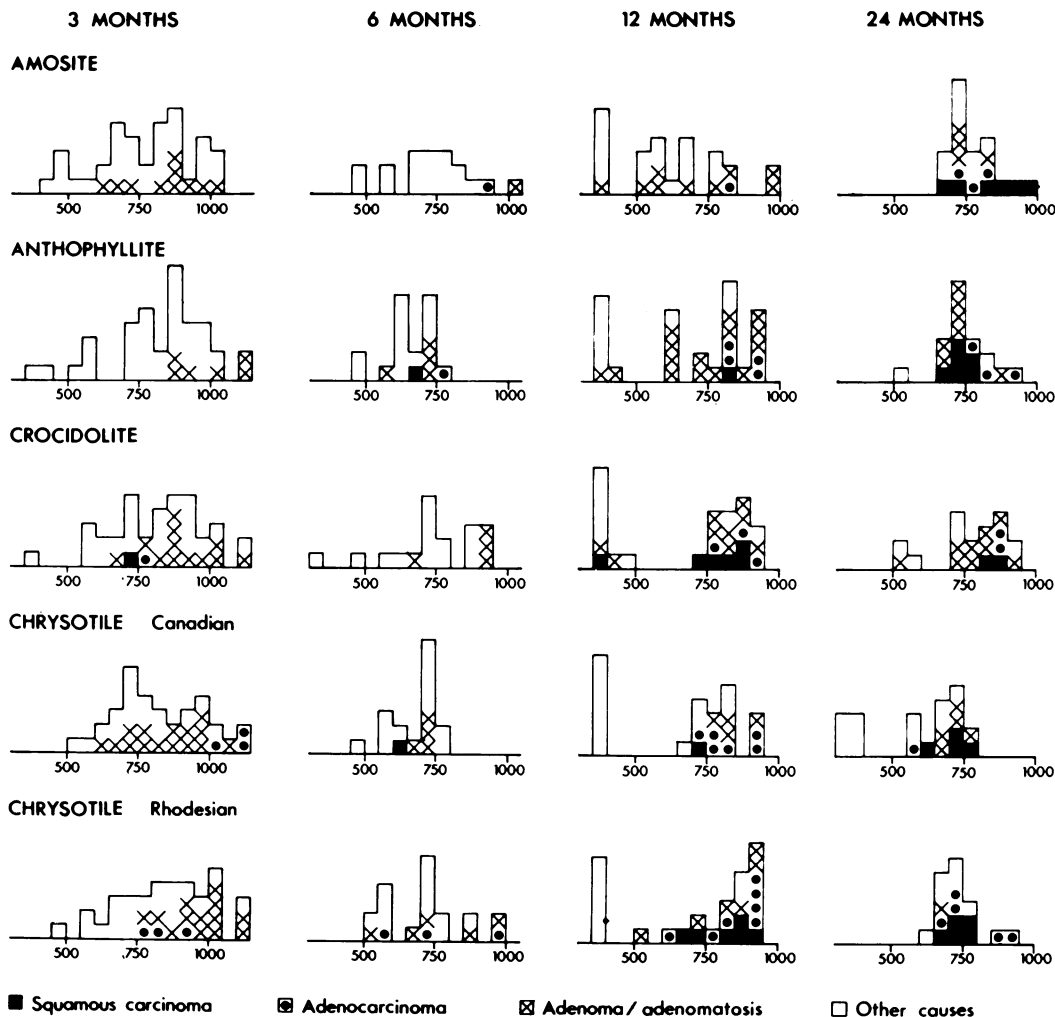 3 MONTHS 6 MONTHS 12 MONTHS 24 MONTHS
AMOSITE
500 750 1000 500 750 1000 500 750 1000 500 750 1000
ANTHOPHYLLITE
500 750 1000 500 750 1000 500 750 1000 500 750 1000
CROCIDOLITE
500 750 1000 500 750 1000 500 750 1000 500 750 1000
CHRYSOTILE Canadian
500 750 1000 500 750 1000 500 750 1000 500 750 1000
CHRYSOTILE Rhodesian
500 750 1000 500 750 1000 500 750 1000 500 750 1000
Squamous carcinoma Adenocarcinoma Adenoma / adenomatosis Other causes